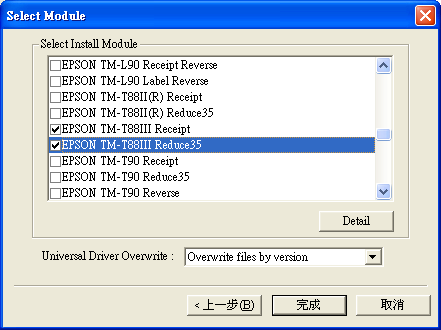 Select Module
Select Install Module
EPSON TM-L90 Receipt Reverse
EPSON TM-L90 Label Reverse
EPSON TM-T88II(R) Receipt
EPSON TM-T88II(R) Reduce35
EPSON TM-T88III Receipt
EPSON TM-T88III Reduce35
EPSON TM-T90 Receipt
EPSON TM-T90 Reduce35
EPSON TM-T90 Reverse
Detail
Universal Driver Overwrite : Overwrite files by version
< 上一步(B) 完成 取消